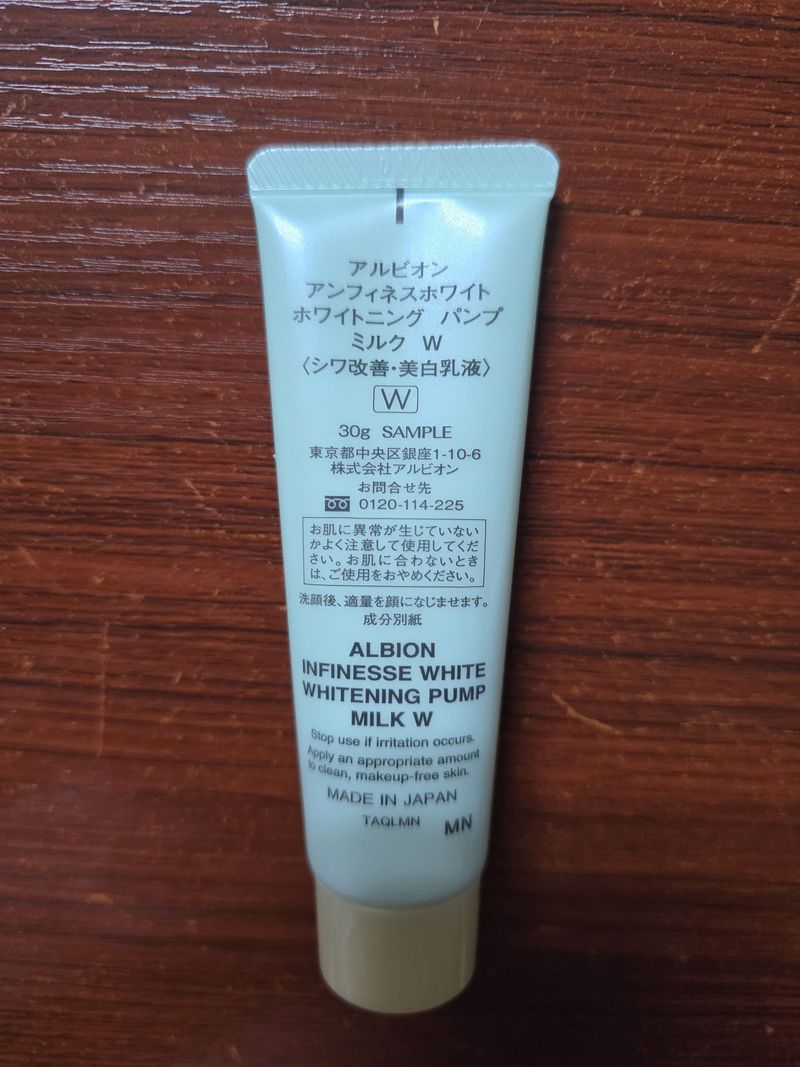 アルビオン
アンフィネスホワイト
ホワイトニング パンプ
ミルク W
〈シワ改善・美白乳液〉
W
30g SAMPLE
東京都中央区銀座1-10-6
株式会社アルビオン
お問合せ先
0120-114-225
お肌に異常が生じていない
かよく注意して使用してくだ
さい。お肌に合わないとき
は、ご使用をおやめください。
洗顔後、適量を顔になじませます。
成分別紙
ALBION
INFINESSE WHITE
WHITENING PUMP
MILK W
Stop use if irritation occurs.
Apply an appropriate amount
to clean, makeup-free skin.
MADE IN JAPAN
TAQLMN
MN